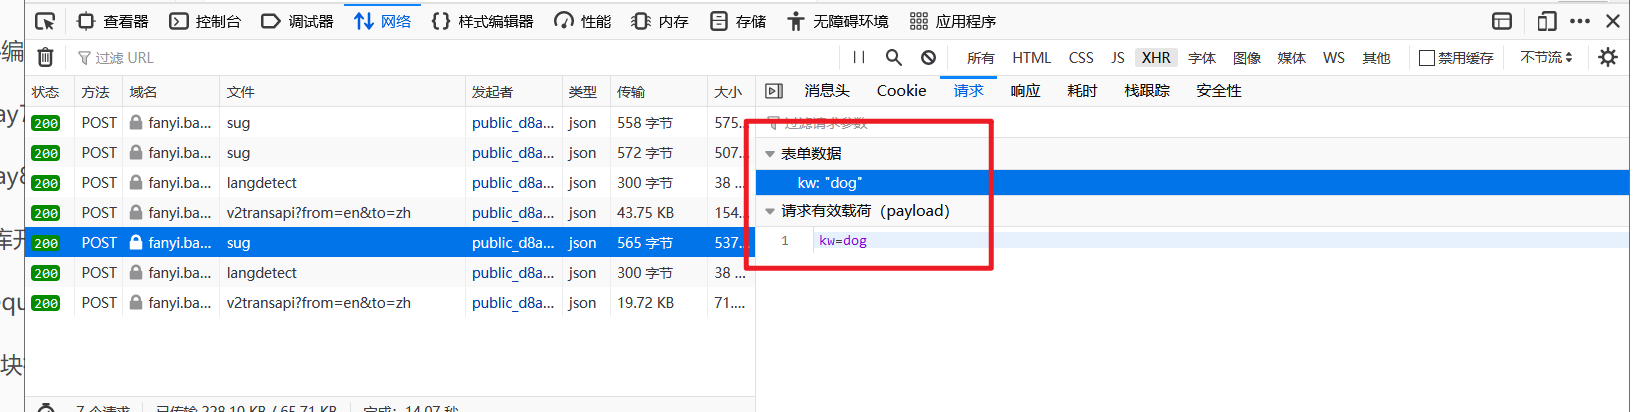 查看器 控制台 调试器 网络 样式编辑器 性能 内存 存储 无障碍环境 应用程序
过滤 URL 所有 HTML CSS JS XHR 字体 图像 媒体 WS 其他 禁用缓存 不节流
状态 方法 域名 文件 发起者 类型 传输 大小 消息头 Cookie 请求 响应 耗时 栈跟踪 安全性
200 POST fanyi.ba... sug public_d8a... json 558 字节 575... 过滤请求参数
200 POST fanyi.ba... sug public_d8a... json 572 字节 507... 表单数据
200 POST fanyi.ba... langdetect public_d8a... json 300 字节 38 ... kw: "dog"
200 POST fanyi.ba... v2transapi?from=en&to=zh public_d8a... json 43.75 KB 154... 请求有效载荷（payload）
200 POST fanyi.ba... sug public_d8a... json 565 字节 537... 1 kw=dog
200 POST fanyi.ba... langdetect public_d8a... json 300 字节 38 ...
200 POST fanyi.ba... v2transapi?from=en&to=zh public_d8a... json 19.72 KB 71....
7 个请求 已传输 228.10 KB / 65.71 KB 完成：14.07 秒